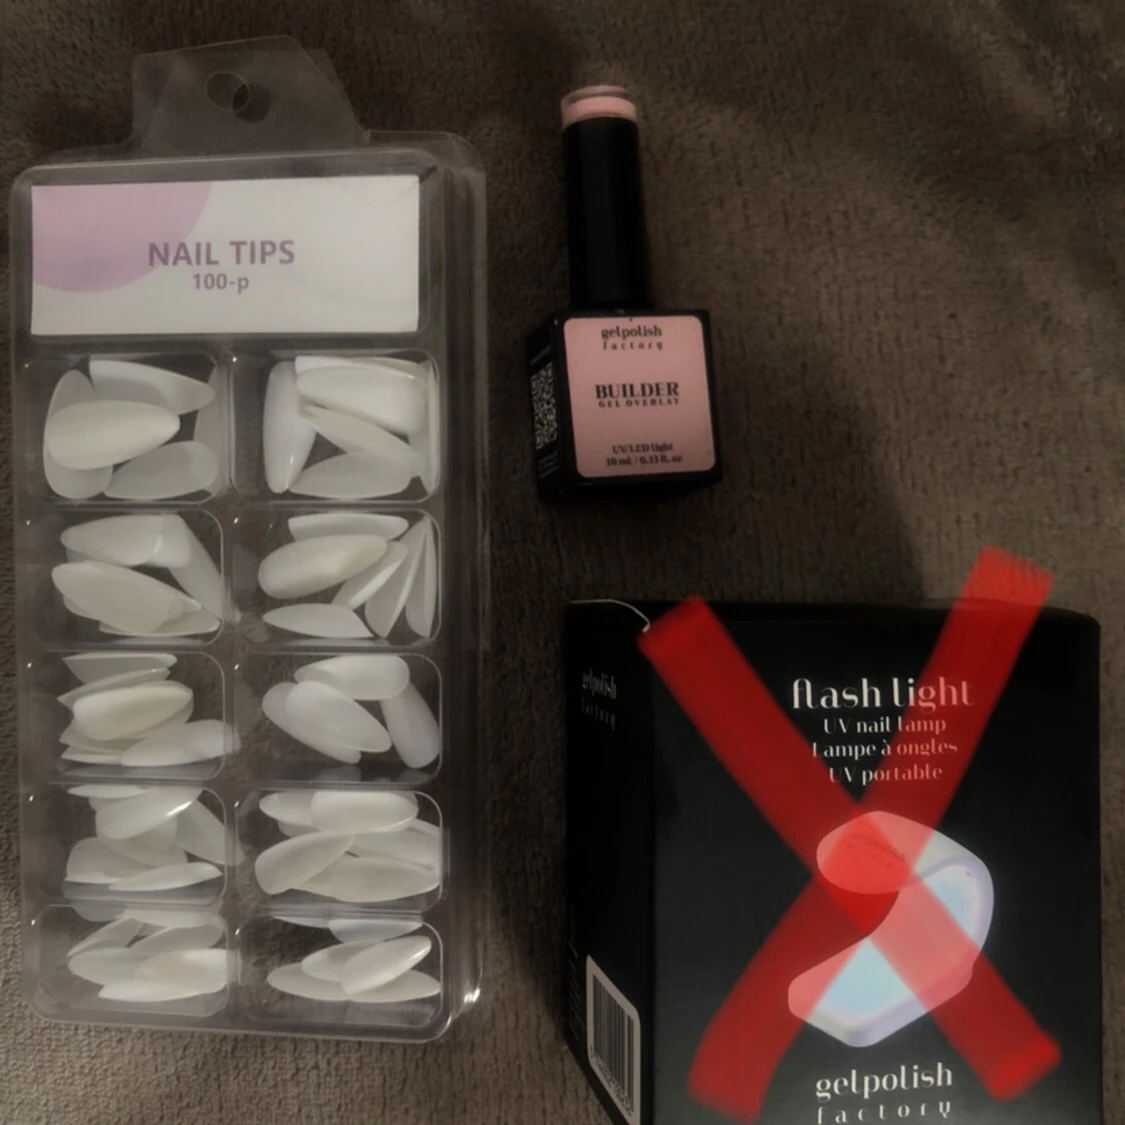 NAIL TIPS
100-p
gelpolish
factory
BUILDER
GEL OVERLAY
UV/LED light
10 ml / 0.33 fl. oz
gelpolish
factory
flash light
UV nail lamp
Lampe à ongles
UV portable
gelpolish
factory